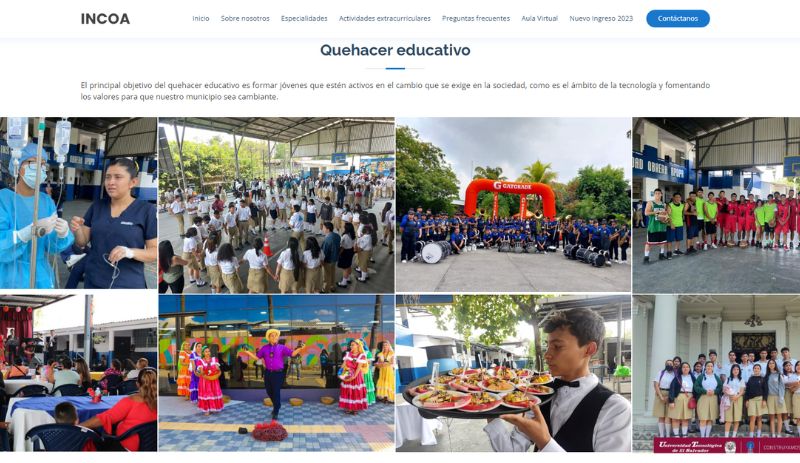 INCOA
Inicio Sobre nosotros Especialidades Actividades extracurriculares Preguntas frecuentes Aula Virtual Nuevo Ingreso 2023 Contáctanos
Quehacer educativo
El principal objetivo del quehacer educativo es formar jóvenes que estén activos en el cambio que se exige en la sociedad, como es el ámbito de la tecnología y fomentando
los valores para que nuestro municipio sea cambiante.
GATORADE
OBRERO
Universidad Tecnológica
de El Salvador